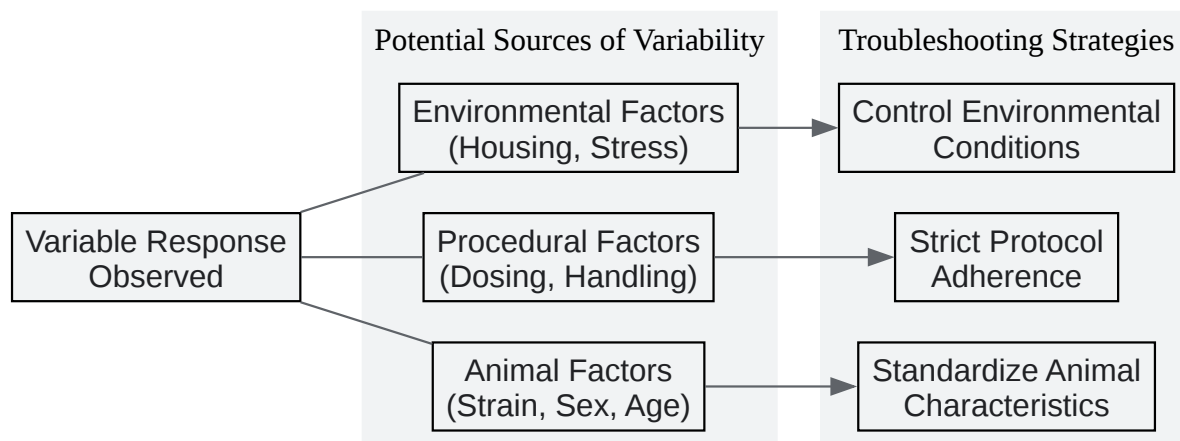 Potential Sources of Variability
Troubleshooting Strategies
Environmental Factors
(Housing, Stress)
Control Environmental
Conditions
Variable Response
Observed
Procedural Factors
(Dosing, Handling)
Strict Protocol
Adherence
Animal Factors
(Strain, Sex, Age)
Standardize Animal
Characteristics